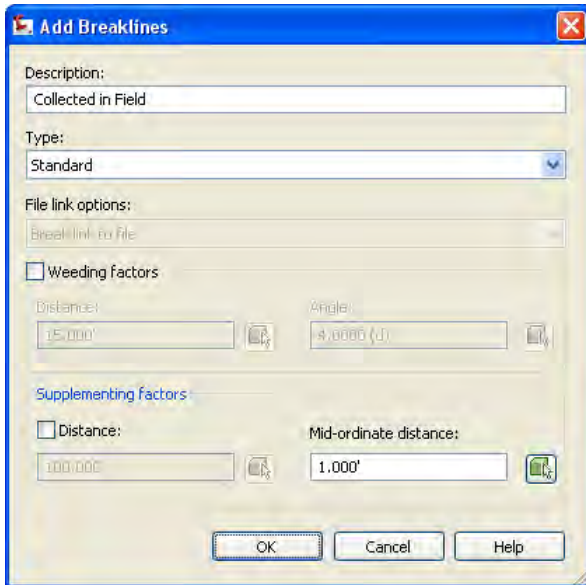 Add Breaklines
Description:
Collected in Field
Type:
Standard
File link options:
Break link to file
Weeding factors
Distance: Angle:
15.000' 4.0000 (d)
Supplementing factors
Distance: Mid-ordinate distance:
100.000' 1.000'
OK Cancel Help